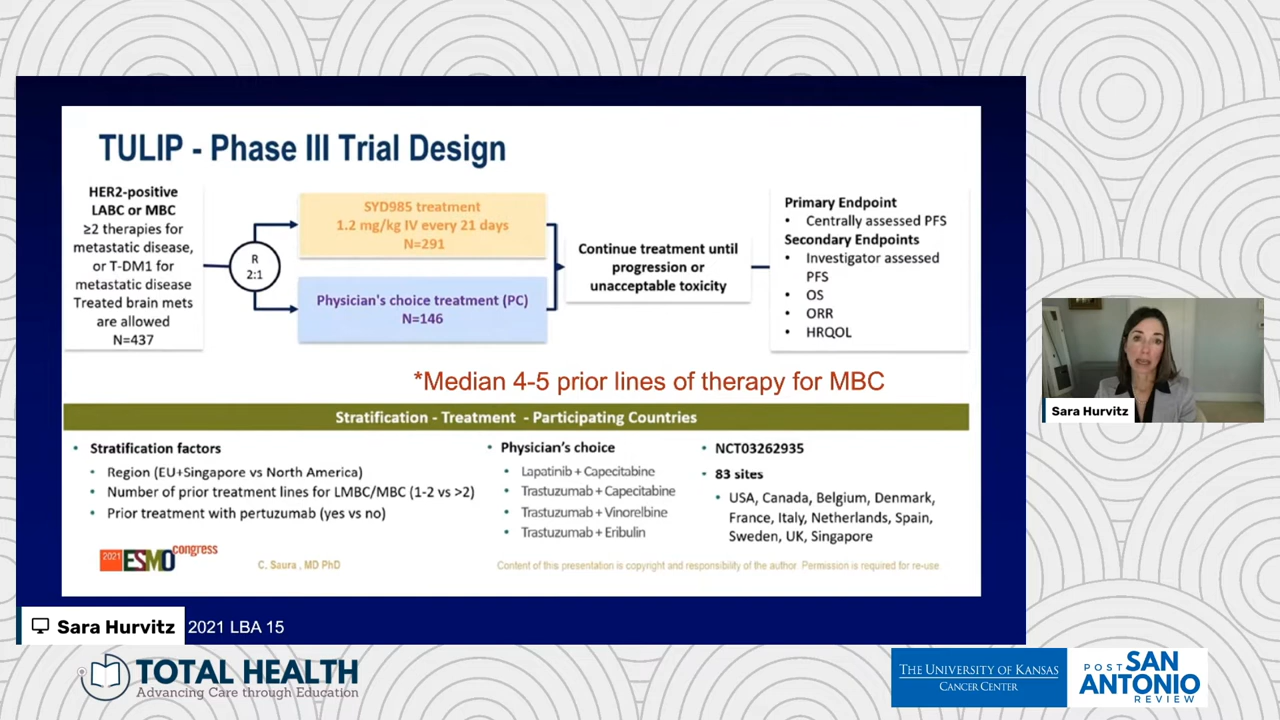 TULIP - Phase III Trial Design
HER2-positive
LABC or MBC
≥2 therapies for
metastatic disease,
or T-DM1 for
metastatic disease
Treated brain mets
are allowed
N=437
R
2:1
SYD985 treatment
1.2 mg/kg IV every 21 days
N=291
Physician's choice treatment (PC)
N=146
Continue treatment until
progression or
unacceptable toxicity
Primary Endpoint
• Centrally assessed PFS
Secondary Endpoints
• Investigator assessed
PFS
• OS
• ORR
• HRQOL
*Median 4-5 prior lines of therapy for MBC
Stratification - Treatment - Participating Countries
• Stratification factors
• Region (EU+Singapore vs North America)
• Number of prior treatment lines for LMBC/MBC (1-2 vs >2)
• Prior treatment with pertuzumab (yes vs no)
• Physician's choice
• Lapatinib + Capecitabine
• Trastuzumab + Capecitabine
• Trastuzumab + Vinorelbine
• Trastuzumab + Eribulin
• NCT03262935
• 83 sites
• USA, Canada, Belgium, Denmark,
France, Italy, Netherlands, Spain,
Sweden, UK, Singapore
2021 ESMO congress
C. Saura , MD PhD
Content of this presentation is copyright and responsibility of the author. Permission is required for re-use
Sara Hurvitz
2021 LBA 15
Sara Hurvitz
TOTAL HEALTH
Advancing Care through Education
THE UNIVERSITY OF KANSAS
CANCER CENTER
POST
SAN
ANTONIO
REVIEW